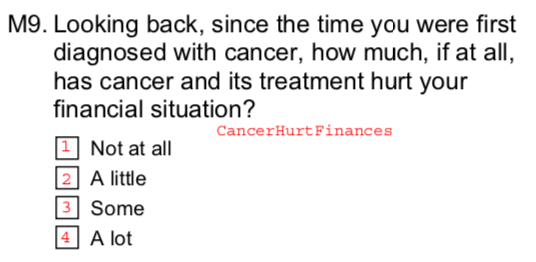 M9. Looking back, since the time you were first
diagnosed with cancer, how much, if at all,
has cancer and its treatment hurt your
financial situation?
CancerHurtFinances
1 Not at all
2 A little
3 Some
4 A lot